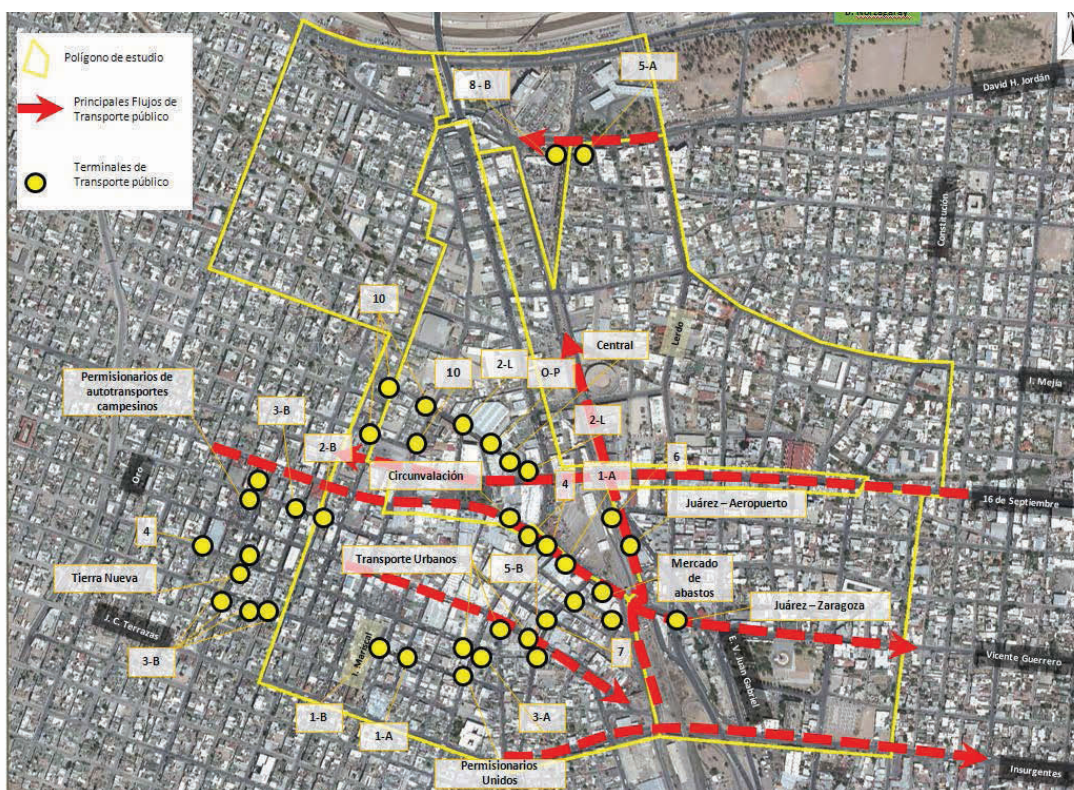 Polígono de estudio
Principales Flujos de
Transporte público
Terminales de
Transporte público
8 - B
5-A
David H. Jordán
Constitución
10
Lerdo
Central
2-L
10
O-P
I. Mejía
Permisionarios de
autotransportes
campesinos
3-B
2-L
2-B
6
Oro
Circunvalación
4
1-A
16 de Septiembre
Juárez – Aeropuerto
4
Transporte Urbanos
5-B
Mercado
de
abastos
Tierra Nueva
Juárez – Zaragoza
J. C. Terrazas
3-B
I. Mariscal
7
E. V. Juan Gabriel
Vicente Guerrero
1-B
1-A
3-A
Permisionarios
Unidos
Insurgentes